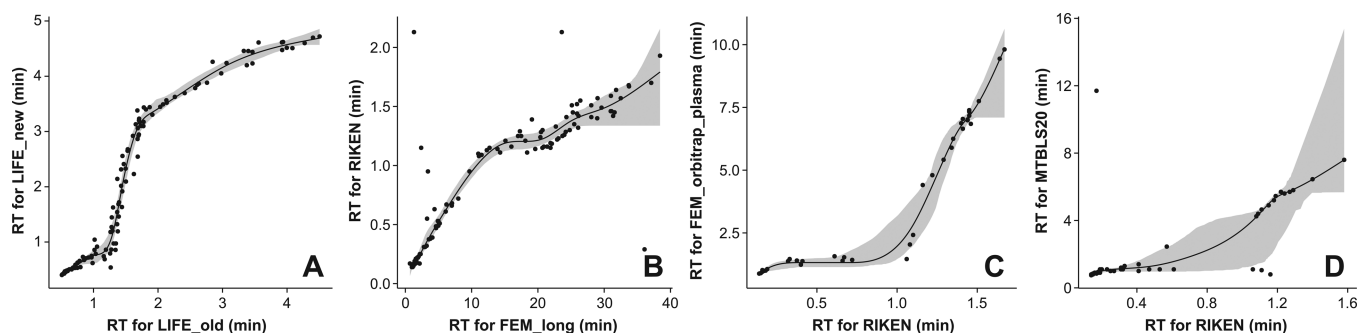 RT for LIFE_new (min)
5
4
3
2
1
1
2
3
4
RT for LIFE_old (min)
A
RT for RIKEN (min)
2.0
1.5
1.0
0.5
0.0
0
10
20
30
40
RT for FEM_long (min)
B
RT for FEM_orbitrap_plasma (min)
10.0
7.5
5.0
2.5
0.5
1.0
1.5
RT for RIKEN (min)
C
RT for MTBLS20 (min)
16
12
8
4
0
0.4
0.8
1.2
1.6
RT for RIKEN (min)
D